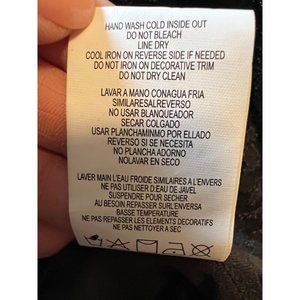 HAND WASH COLD INSIDE OUT
DO NOT BLEACH
LINE DRY
COOL IRON ON REVERSE SIDE IF NEEDED
DO NOT IRON ON DECORATIVE TRIM
DO NOT DRY CLEAN
LAVAR A MANO CONAGUA FRIA
SIMILARESALREVERSO
NO USAR BLANQUEADOR
SECAR COLGADO
USAR PLANCHAMINMO POR ELLADO
REVERSO SI SE NECESITA
NO PLANCHA ADORNO
NOLAVAR EN SECO
LAVER MAIN L'EAU FROIDE SIMILAIRES A L'ENVERS
NE PAS UTILISER D'EAU DE JAVEL
SUSPENDRE POUR SECHER
AU BESOIN REPASSER SURL'ENVERSA
BASSE TEMPERATURE
NE PAS REPASSER LES ELEMENTS DECORATIFS
NE PAS NETTOYER A SEC